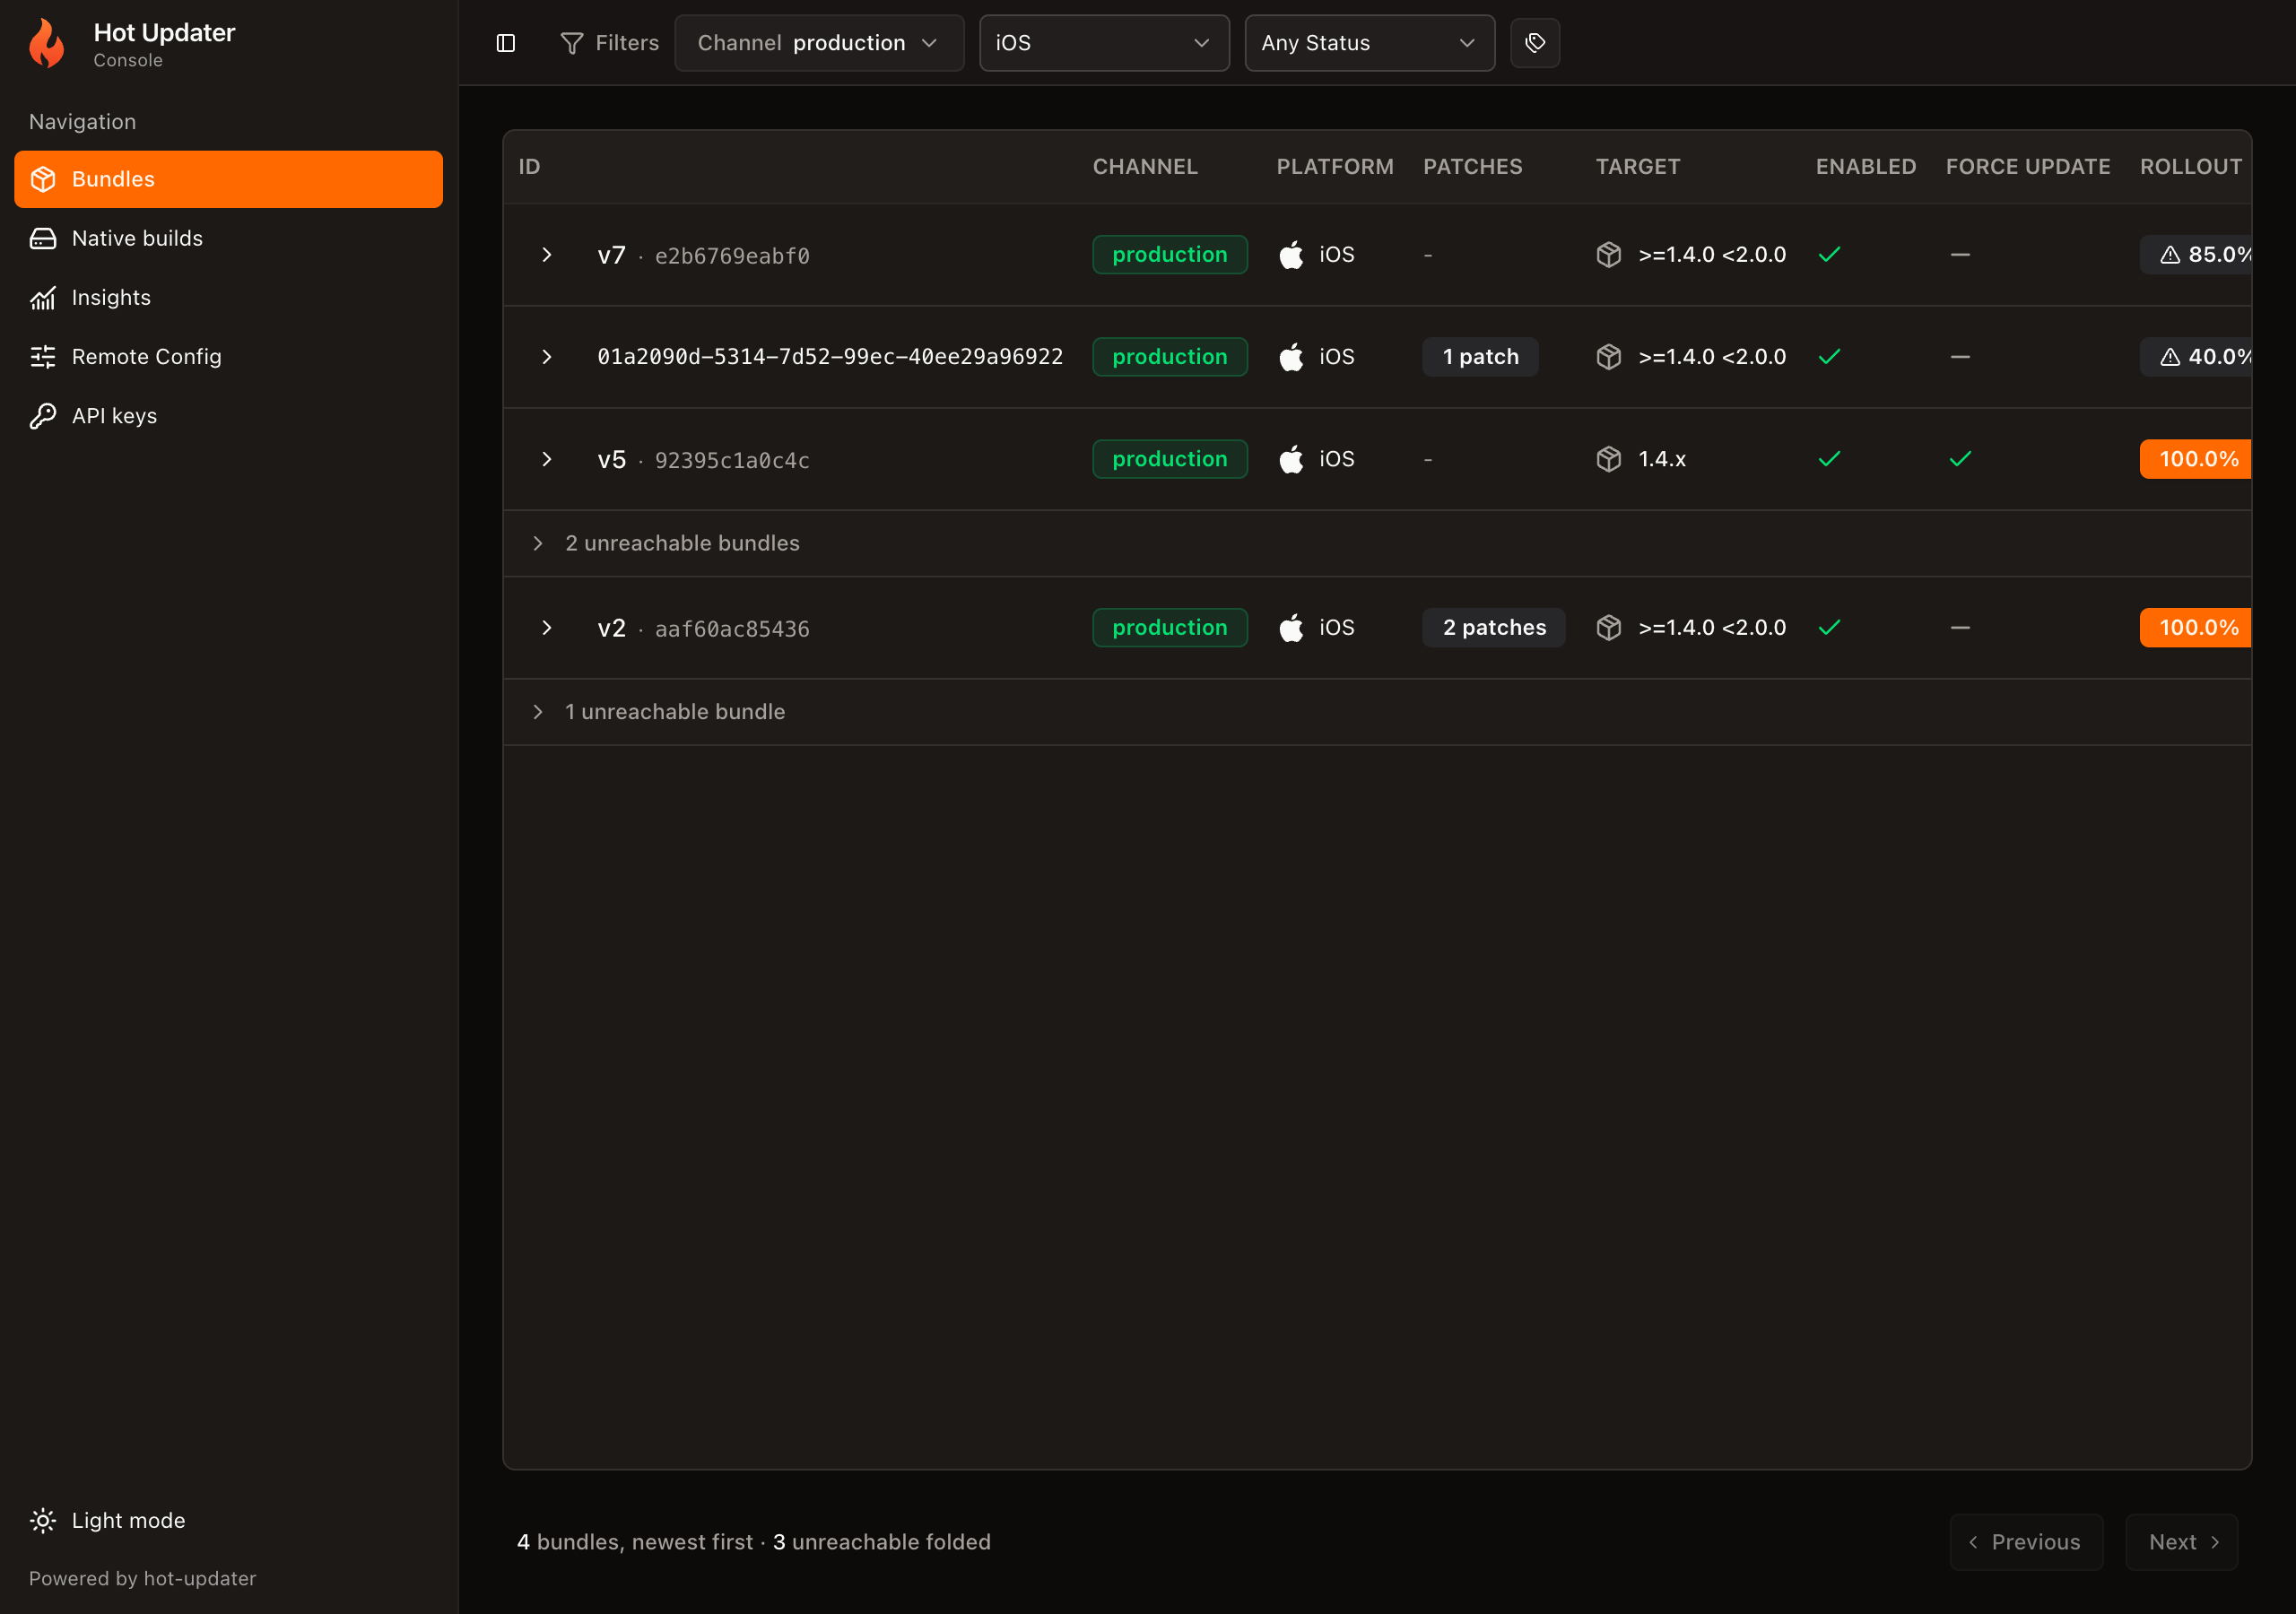 Hot Updater
Console
Filters
Channel production
iOS
Any Status
Navigation
Bundles
Native builds
Insights
Remote Config
API keys
ID CHANNEL PLATFORM PATCHES TARGET ENABLED FORCE UPDATE ROLLOUT
v7 · e2b6769eabf0 production iOS - >=1.4.0 <2.0.0 — 85.0%
01a2090d-5314-7d52-99ec-40ee29a96922 production iOS 1 patch >=1.4.0 <2.0.0 — 40.0%
v5 · 92395c1a0c4c production iOS - 1.4.x 100.0%
2 unreachable bundles
v2 · aaf60ac85436 production iOS 2 patches >=1.4.0 <2.0.0 — 100.0%
1 unreachable bundle
4 bundles, newest first · 3 unreachable folded
Previous
Next
Light mode
Powered by hot-updater